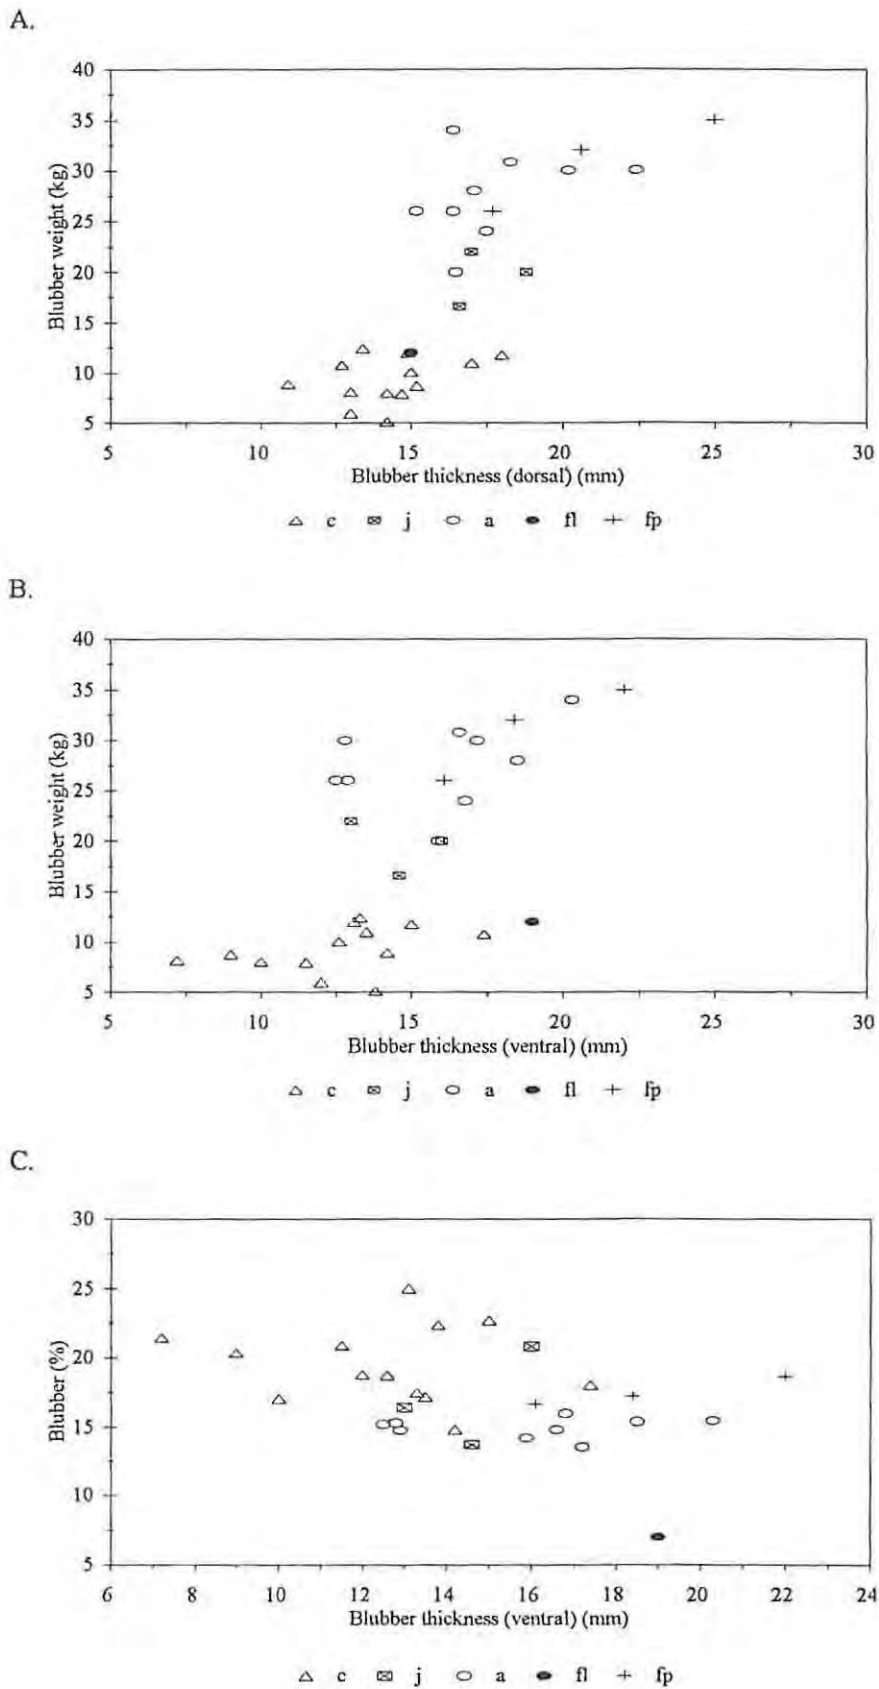 A.
40
35
30
25
20
15
10
5
Blubber weight (kg)
5 10 15 20 25 30
Blubber thickness (dorsal) (mm)
c j a fl fp
B.
40
35
30
25
20
15
10
5
Blubber weight (kg)
5 10 15 20 25 30
Blubber thickness (ventral) (mm)
c j a fl fp
C.
30
25
20
15
10
5
Blubber (%)
6 8 10 12 14 16 18 20 22 24
Blubber thickness (ventral) (mm)
c j a fl fp